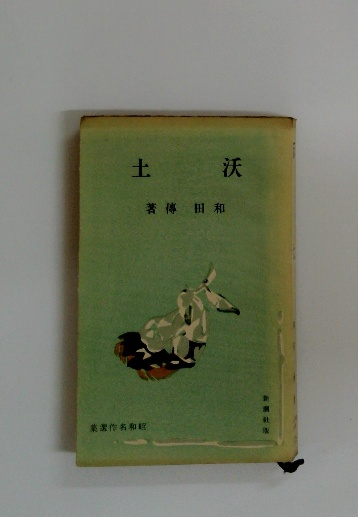 沃土
和田傳著
新潮社版
昭和名作選集